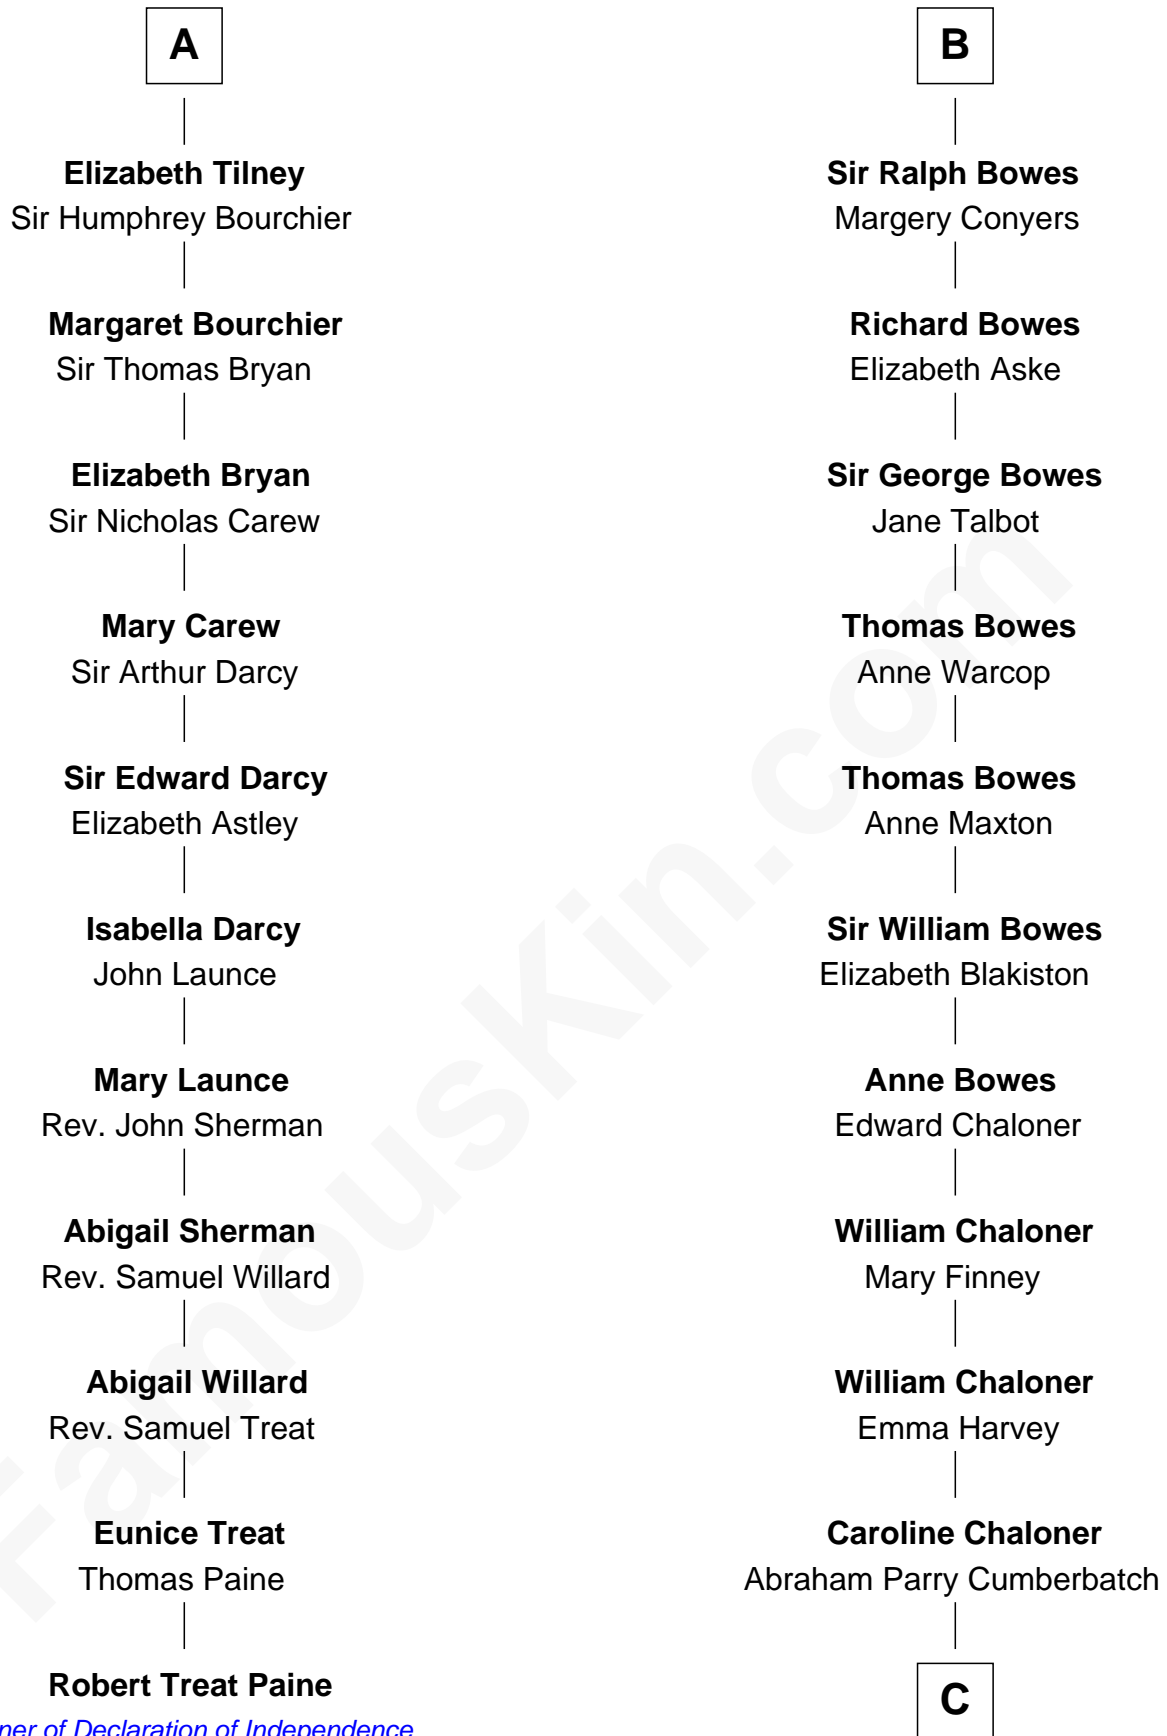 A
Elizabeth Tilney
Sir Humphrey Bourchier
Margaret Bourchier
Sir Thomas Bryan
Elizabeth Bryan
Sir Nicholas Carew
Mary Carew
Sir Arthur Darcy
Sir Edward Darcy
Elizabeth Astley
Isabella Darcy
John Launce
Mary Launce
Rev. John Sherman
Abigail Sherman
Rev. Samuel Willard
Abigail Willard
Rev. Samuel Treat
Eunice Treat
Thomas Paine
Robert Treat Paine
of Declaration of Independence
B
Sir Ralph Bowes
Margery Conyers
Richard Bowes
Elizabeth Aske
Sir George Bowes
Jane Talbot
Thomas Bowes
Anne Warcop
Thomas Bowes
Anne Maxton
Sir William Bowes
Elizabeth Blakiston
Anne Bowes
Edward Chaloner
William Chaloner
Mary Finney
William Chaloner
Emma Harvey
Caroline Chaloner
Abraham Parry Cumberbatch
C
FamousKin.com